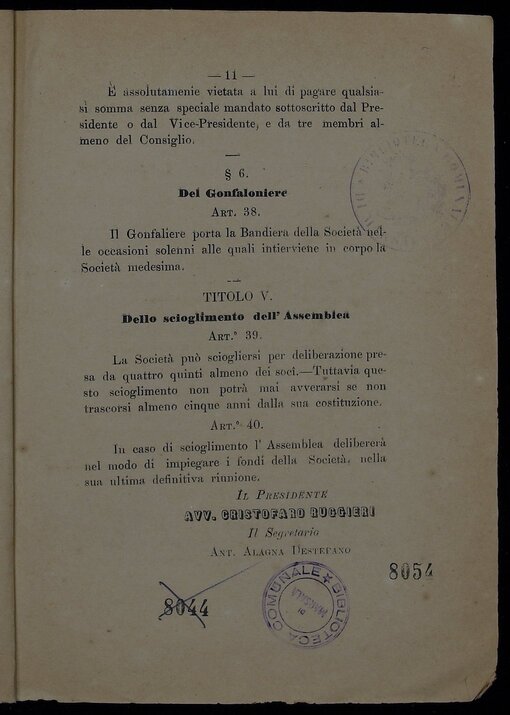 — 11 —
È assolutamenie vietata a lui di pagare qualsia-
si somma senza speciale mandato sottoscritto dal Pre-
sidente o dal Vice-Presidente, e da tre membri al-
meno del Consiglio.
§ 6.
Del Gonfaloniere
ART. 38.
Il Gonfaliere porta la Bandiera della Società nel-
le occasioni solenni alle quali intierviene in corpo la
Società medesima.
TITOLO V.
Dello scioglimento dell'Assemblea
ART.º 39.
La Società può sciogliersi per deliberazione pre-
sa da quattro quinti almeno dei soci.—Tuttavia que-
sto scioglimento non potrà mai avverarsi se non
trascorsi almeno cinque anni dalla sua costituzione.
ART.º 40.
In caso di scioglimento l' Assemblea delibererà
nel modo di impiegare i fondi della Società, nella
sua ultima definitiva riunione.
IL PRESIDENTE
AVV. CRISTOFARO RUGGIERI
Il Segretario
ANT. ALAGNA DESTEFANO
8054
8044
BIBLIOTECA COMUNALE
DI
MARSALA